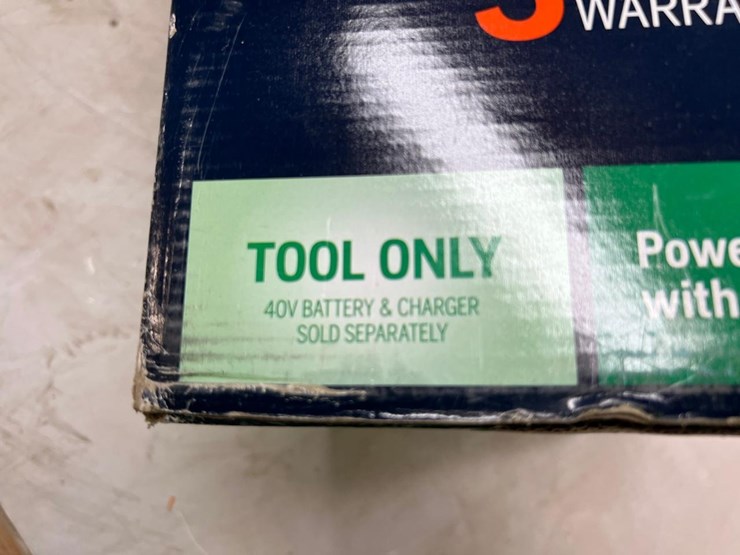 WARRA
TOOL ONLY
40V BATTERY & CHARGER
SOLD SEPARATELY
Powe
with